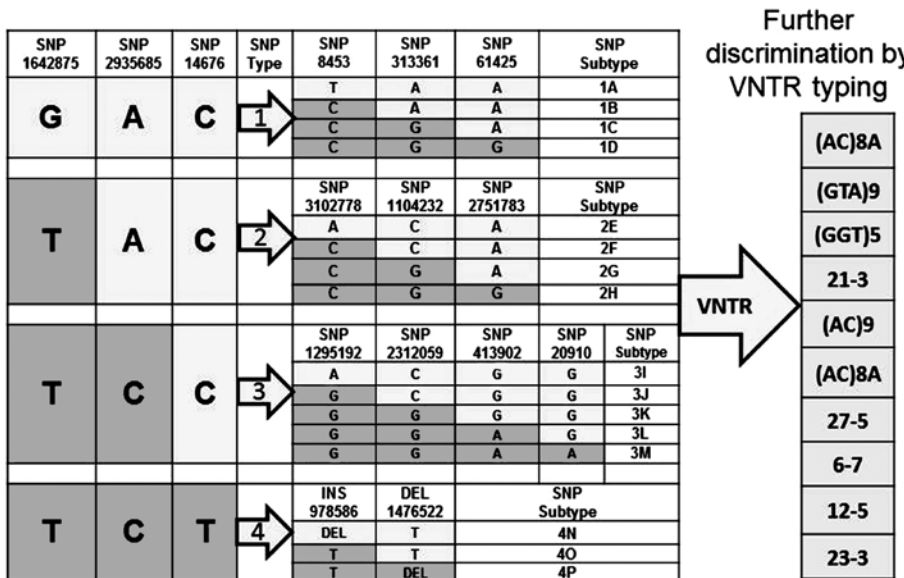 Further
discrimination by
VNTR typing
SNP 1642875 SNP 2935685 SNP 14676 SNP Type SNP 8453 SNP 313361 SNP 61425 SNP Subtype
G A C 1
T A A 1A
C A A 1B
C G A 1C
C G G 1D
T A C 2
SNP 3102778 SNP 1104232 SNP 2751783 SNP Subtype
A C A 2E
C C A 2F
C G A 2G
C G G 2H
T C C 3
SNP 1295192 SNP 2312059 SNP 413902 SNP 20910 SNP Subtype
A C G G 3I
G C G G 3J
G G G G 3K
G G A G 3L
G G A A 3M
T C T 4
INS 978586 DEL 1476522 SNP Subtype
DEL T 4N
T T 4O
T DEL 4P
VNTR
(AC)8A
(GTA)9
(GGT)5
21-3
(AC)9
(AC)8A
27-5
6-7
12-5
23-3